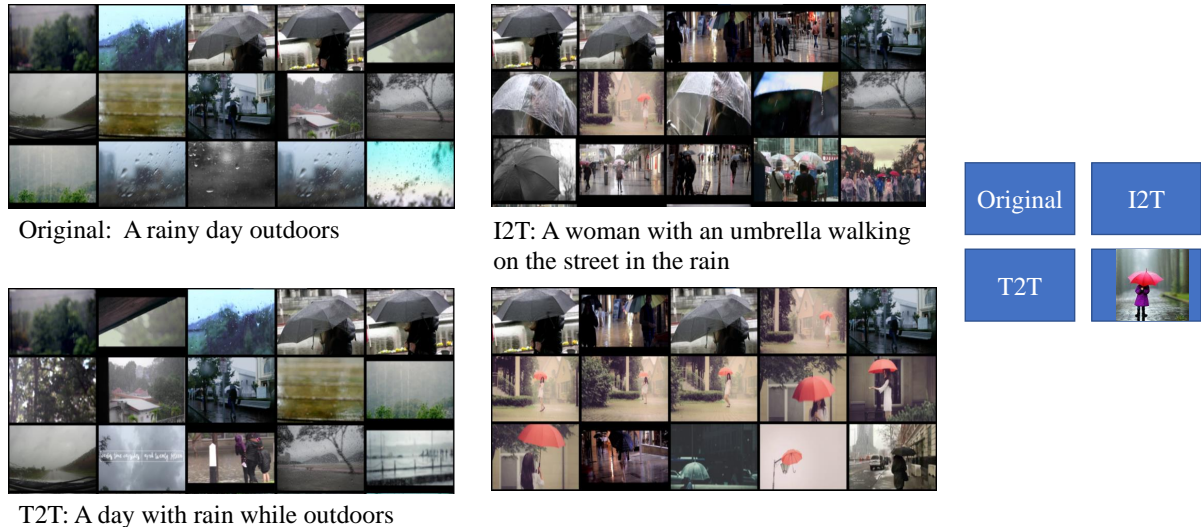 Original: A rainy day outdoors
I2T: A woman with an umbrella walking
on the street in the rain
T2T: A day with rain while outdoors
Original
I2T
T2T